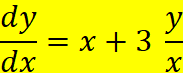 dy/dx = x + 3 y/x